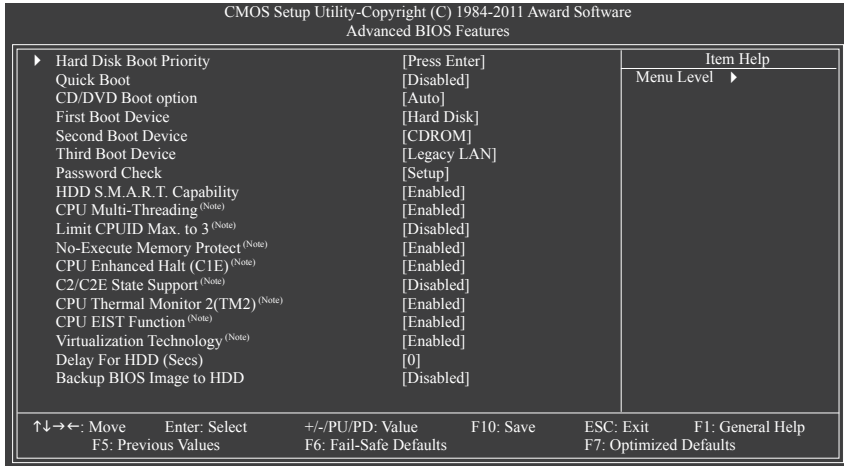 CMOS Setup Utility-Copyright (C) 1984-2011 Award Software
Advanced BIOS Features
Hard Disk Boot Priority [Press Enter]
Quick Boot [Disabled]
CD/DVD Boot option [Auto]
First Boot Device [Hard Disk]
Second Boot Device [CDROM]
Third Boot Device [Legacy LAN]
Password Check [Setup]
HDD S.M.A.R.T. Capability [Enabled]
CPU Multi-Threading (Note) [Enabled]
Limit CPUID Max. to 3 (Note) [Disabled]
No-Execute Memory Protect (Note) [Enabled]
CPU Enhanced Halt (C1E) (Note) [Enabled]
C2/C2E State Support (Note) [Disabled]
CPU Thermal Monitor 2(TM2) (Note) [Enabled]
CPU EIST Function (Note) [Enabled]
Virtualization Technology (Note) [Enabled]
Delay For HDD (Secs) [0]
Backup BIOS Image to HDD [Disabled]
Item Help
Menu Level
↑↓→←: Move Enter: Select +/-/PU/PD: Value F10: Save ESC: Exit F1: General Help
F5: Previous Values F6: Fail-Safe Defaults F7: Optimized Defaults